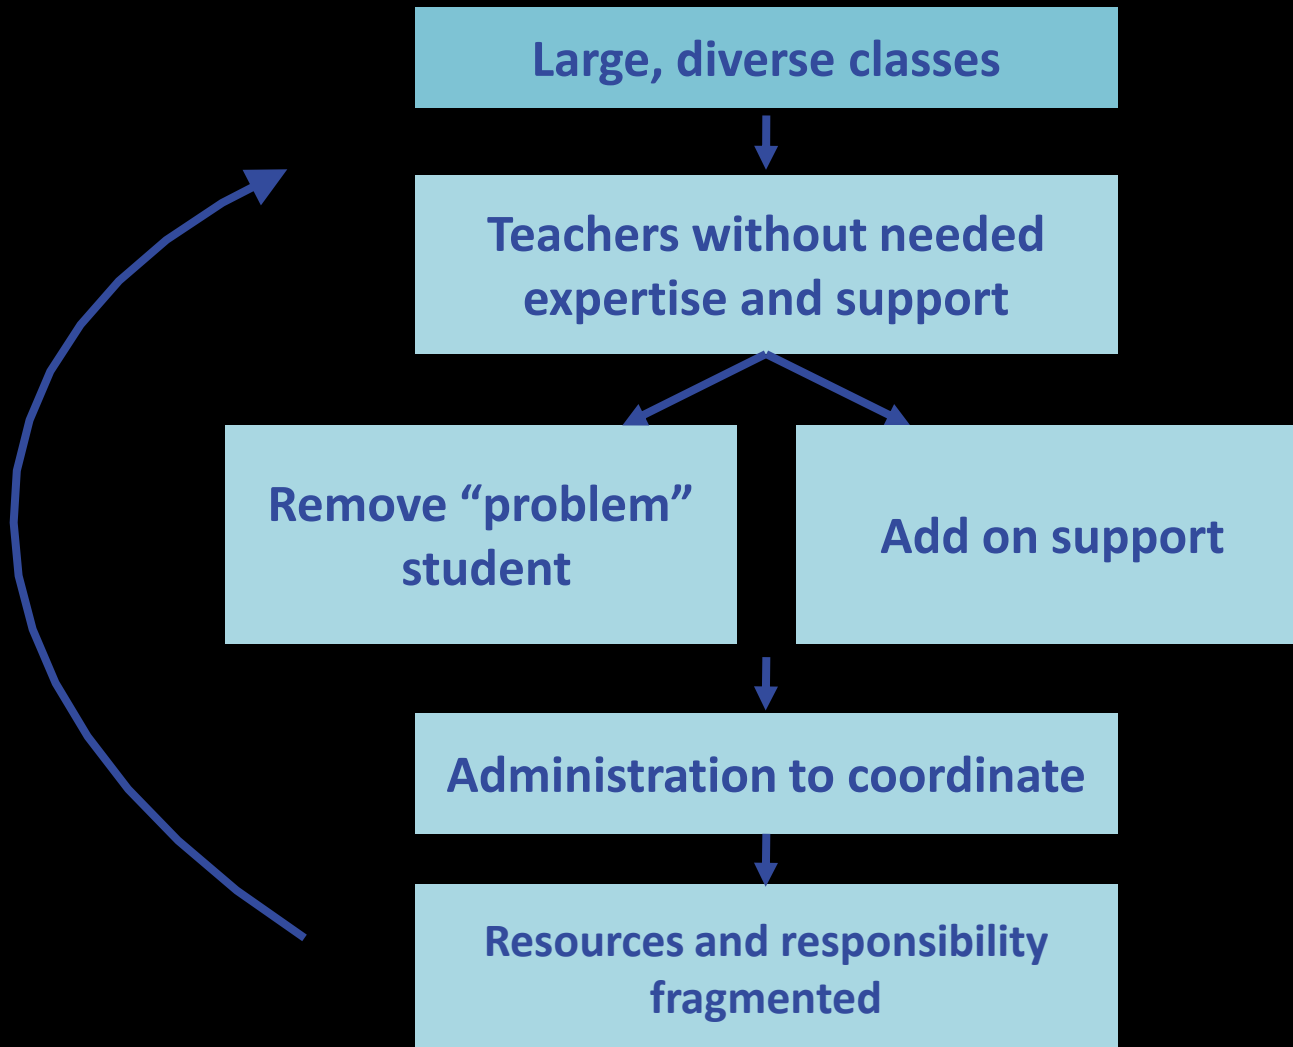 Large, diverse classes
Teachers without needed
expertise and support
Remove “problem”
student
Add on support
Administration to coordinate
Resources and responsibility
fragmented